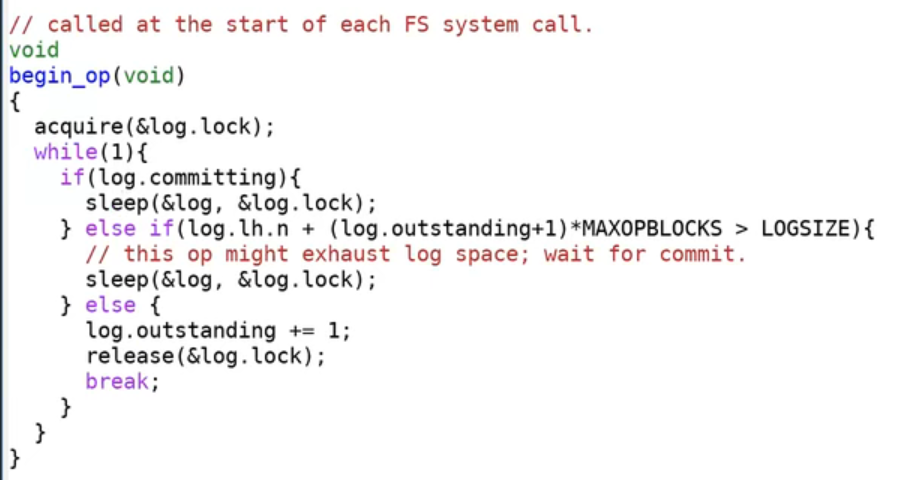 // called at the start of each FS system call.
void
begin_op(void)
{
  acquire(&log.lock);
  while(1){
    if(log.committing){
      sleep(&log, &log.lock);
    } else if(log.lh.n + (log.outstanding+1)*MAXOPBLOCKS > LOGSIZE){
      // this op might exhaust log space; wait for commit.
      sleep(&log, &log.lock);
    } else {
      log.outstanding += 1;
      release(&log.lock);
      break;
    }
  }
}